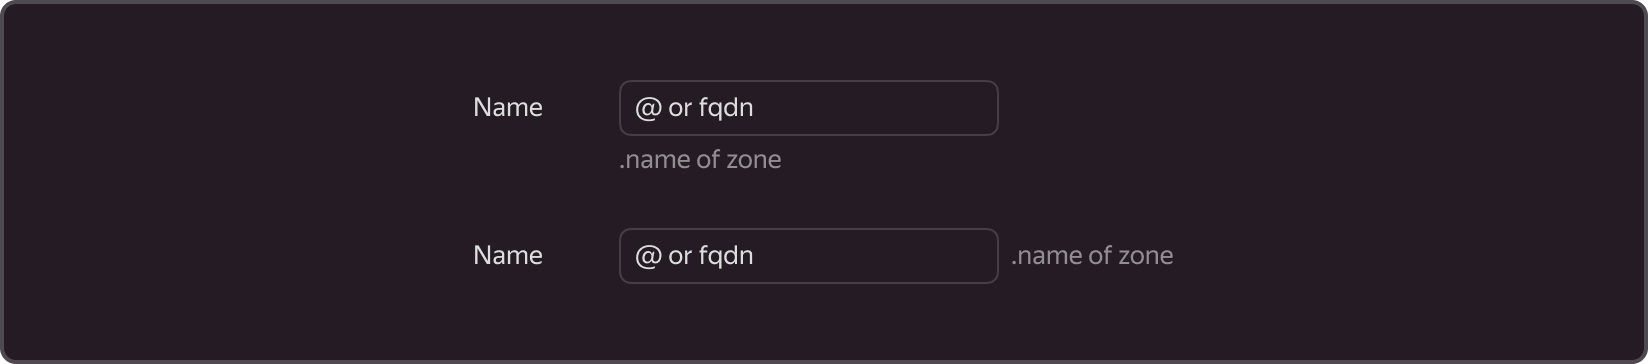 Name @ or fqdn
.name of zone
Name @ or fqdn .name of zone